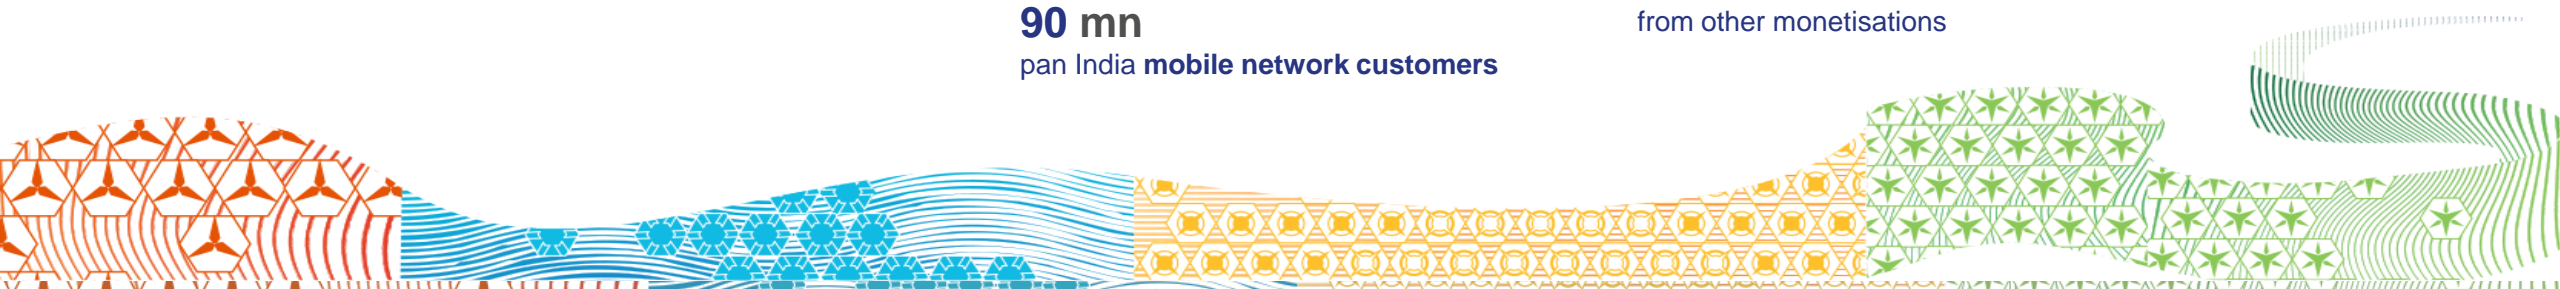 90 mn
pan India mobile network customers
from other monetisations